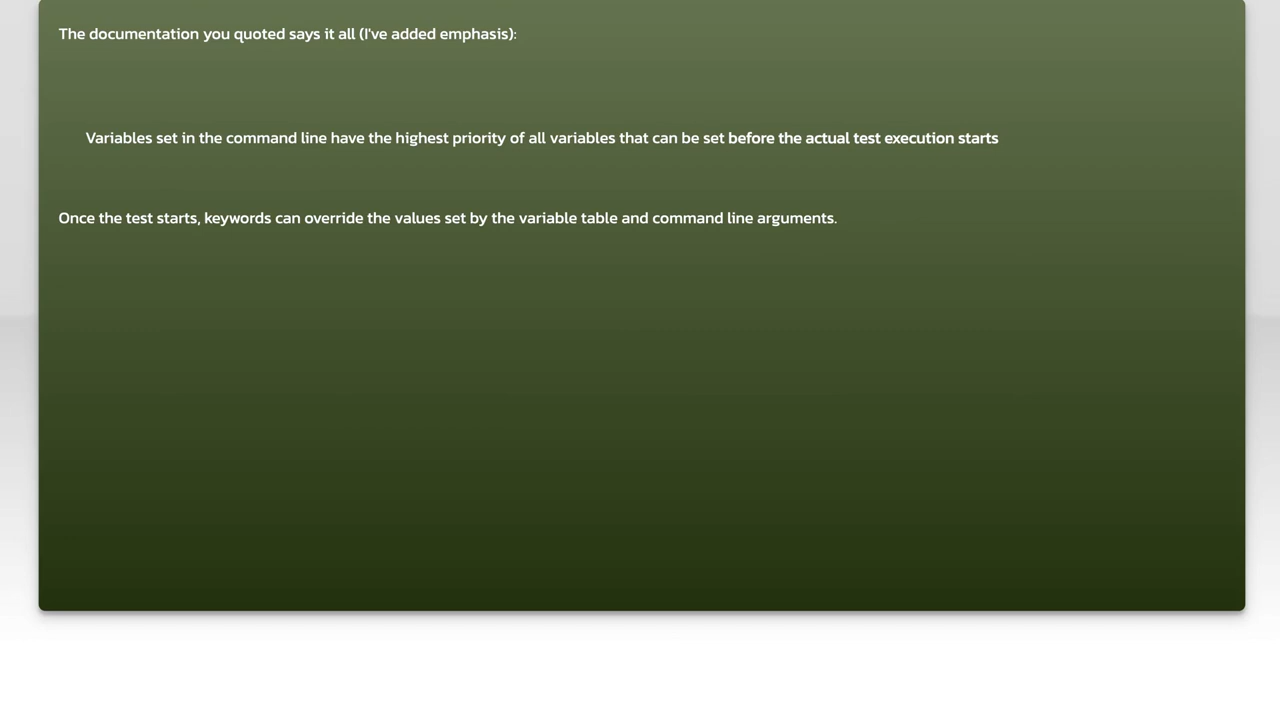 The documentation you quoted says it all (I've added emphasis):
Variables set in the command line have the highest priority of all variables that can be set before the actual test execution starts
Once the test starts, keywords can override the values set by the variable table and command line arguments.